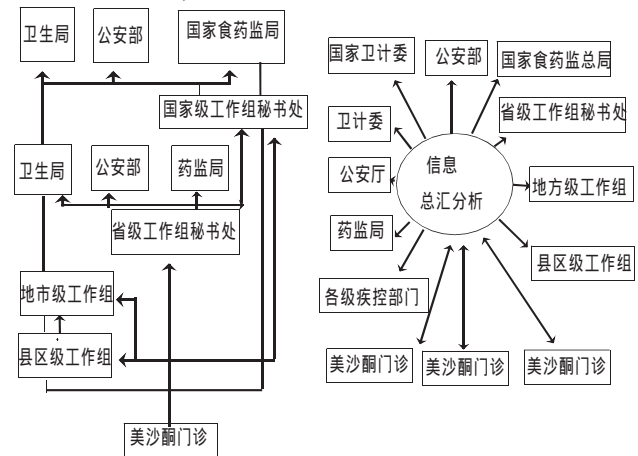 卫生局
公安部
国家食药监局
国家级工作组秘书处
卫生局
公安部
药监局
省级工作组秘书处
地市级工作组
县区级工作组
美沙酮门诊
国家卫计委
公安部
国家食药监总局
卫计委
省级工作组秘书处
公安厅
信息
总汇分析
地方级工作组
药监局
县区级工作组
各级疾控部门
美沙酮门诊
美沙酮门诊
美沙酮门诊